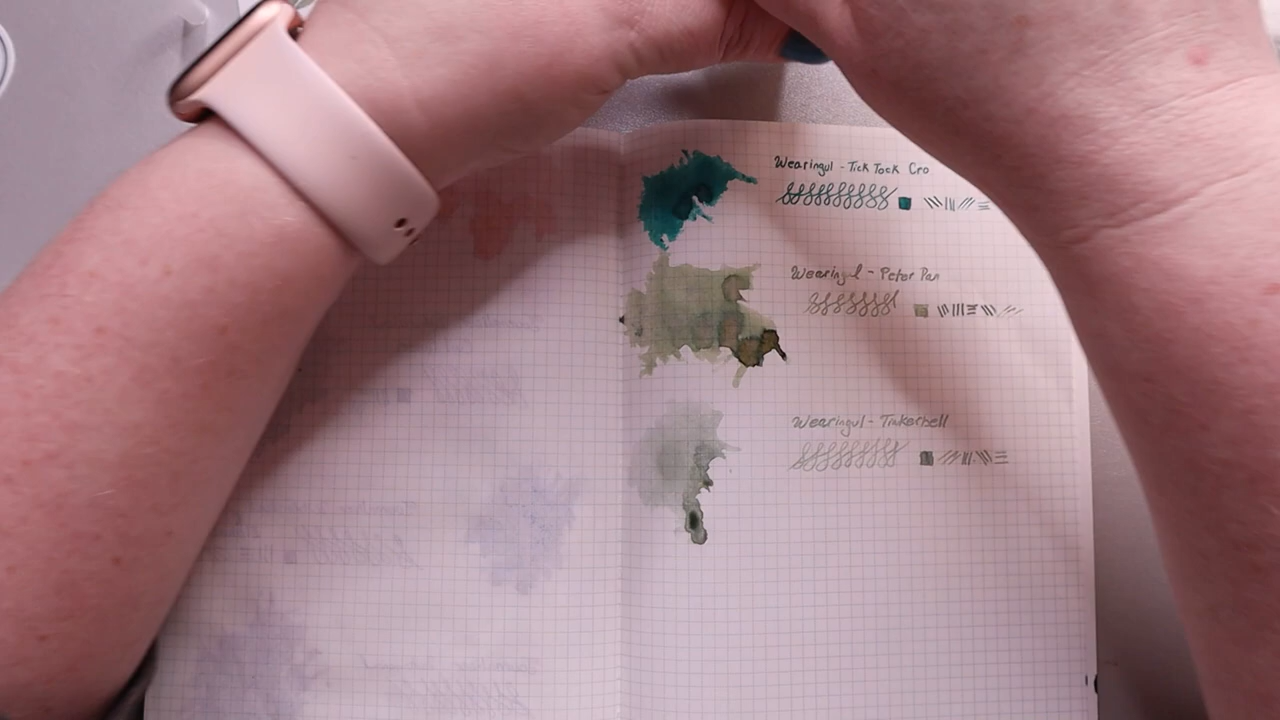 Wearingul - Tick Tock Cro
Wearingul - Peter Pan
Wearingul - Tinkerbell